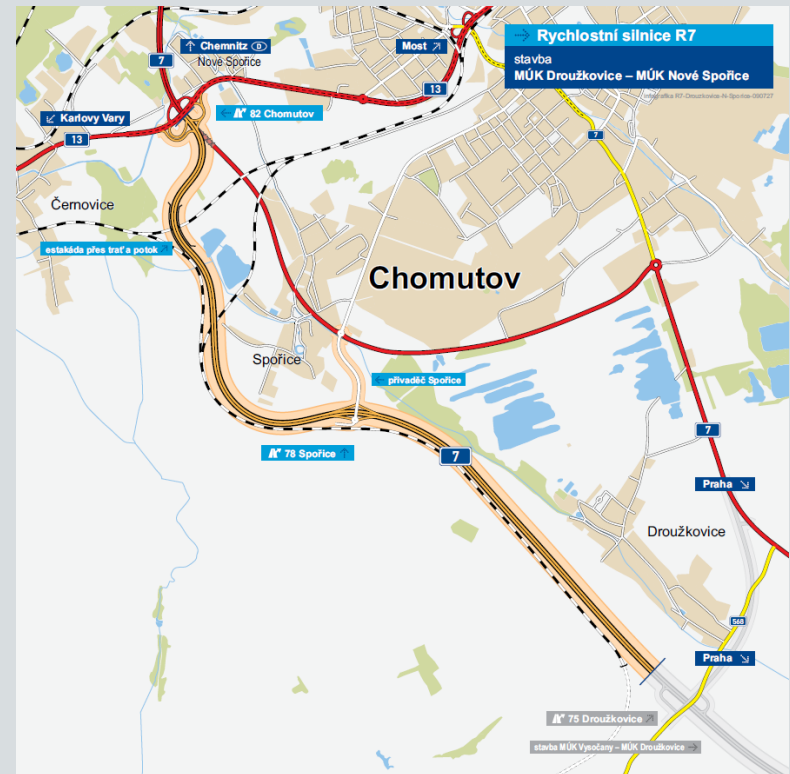 → Rychlostní silnice R7
stavba
MÚK Droužkovice – MÚK Nové Spořice
↑ Chemnitz D
7
Nové Spořice
Most ↗
13
← 82 Chomutov
↙ Karlovy Vary
13
7
Černovice
estakáda přes trať a potok ↗
Chomutov
Spořice
← přivaděč Spořice
78 Spořice ↑
7
7
Praha ↘
Droužkovice
568
Praha ↘
75 Droužkovice ↗
stavba MÚK Vysočany – MÚK Droužkovice →